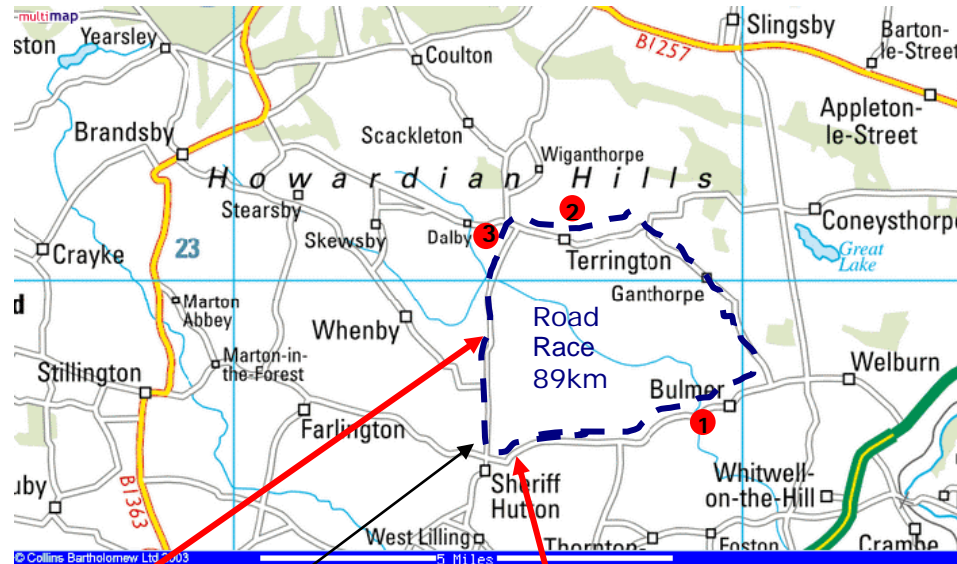 multimap
Slingsby
Barton-
le-Street
ston
Yearsley
B1257
Coulton
Appleton-
le-Street
Scackleton
Brandsby
Wiganthorpe
Howardian Hills
Stearsby
2
Coneysthorpe
Skewsby
Dalby
3
Crayke
23
Terrington
Great
Lake
Ganthorpe
d
Marton
Abbey
Whenby
Road
Race
89km
Marton-in-
the-Forest
Welburn
Stillington
Bulmer
1
Farlington
Whitwell-
on-the-Hill
uby
B1363
Sheriff
Hutton
West Lilling
Thornton-
Foston
Crambe
© Collins Bartholomew Ltd 2003
5 Miles